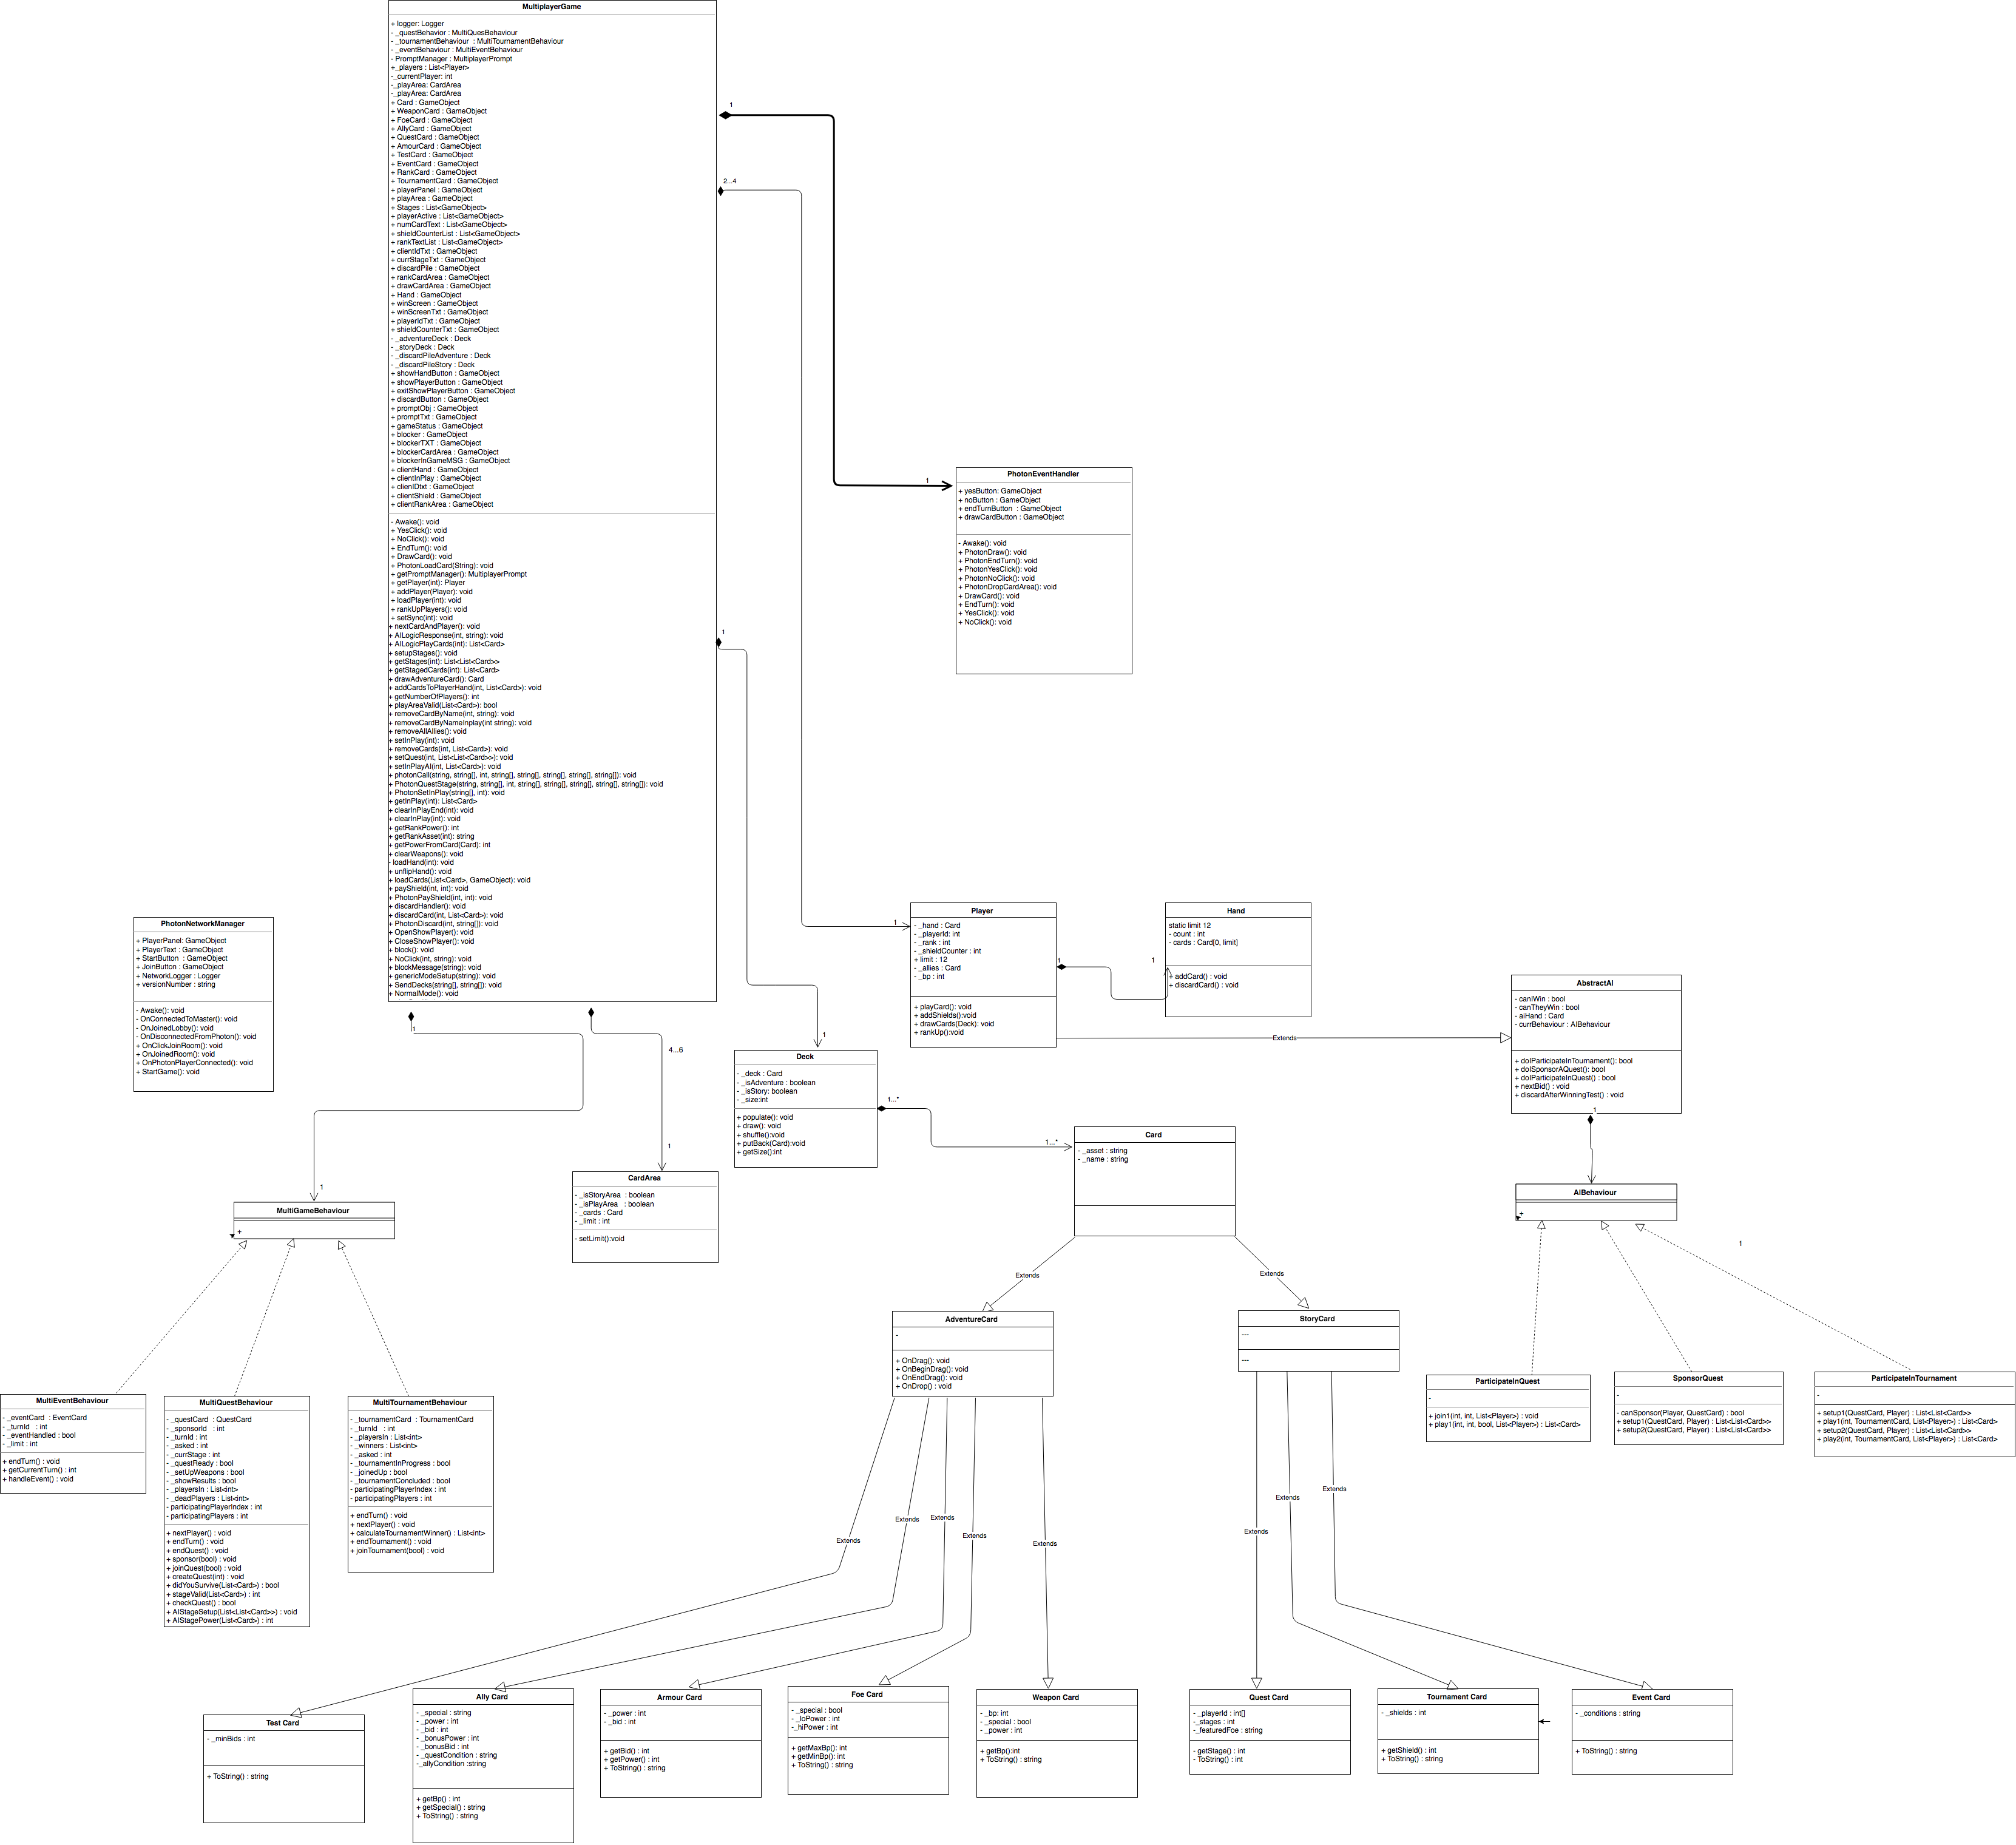 MultiplayerGame
+ logger: Logger
- _questBehavior : MultiQuesBehaviour
- _tournamentBehaviour  : MultiTournamentBehaviour
- _eventBehaviour : MultiEventBehaviour
- PromptManager : MultiplayerPrompt
+_players : List<Player>
-_currentPlayer: int
-_playArea: CardArea
-_playArea: CardArea
+ Card : GameObject
+ WeaponCard : GameObject
+ FoeCard : GameObject
+ AllyCard : GameObject
+ QuestCard : GameObject
+ AmourCard : GameObject
+ TestCard : GameObject
+ EventCard : GameObject
+ RankCard : GameObject
+ TournamentCard : GameObject
+ playerPanel : GameObject
+ playArea : GameObject
+ Stages : List<GameObject>
+ playerActive : List<GameObject>
+ numCardText : List<GameObject>
+ shieldCounterList : List<GameObject>
+ rankTextList : List<GameObject>
+ clientIdTxt : GameObject
+ currStageTxt : GameObject
+ discardPile : GameObject
+ rankCardArea : GameObject
+ drawCardArea : GameObject
+ Hand : GameObject
+ winScreen : GameObject
+ winScreenTxt : GameObject
+ playerIdTxt : GameObject
+ shieldCounterTxt : GameObject
- _adventureDeck : Deck
- _storyDeck : Deck
- _discardPileAdventure : Deck
- _discardPileStory : Deck
+ showHandButton : GameObject
+ showPlayerButton : GameObject
+ exitShowPlayerButton : GameObject
+ discardButton : GameObject
+ promptObj : GameObject
+ promptTxt : GameObject
+ gameStatus : GameObject
+ blocker : GameObject
+ blockerTXT : GameObject
+ blockerCardArea : GameObject
+ blockerInGameMSG : GameObject
+ clientHand : GameObject
+ clientInPlay : GameObject
+ clienIDtxt : GameObject
+ clientShield : GameObject
+ clientRankArea : GameObject
- Awake(): void
+ YesClick(): void
+ NoClick(): void
+ EndTurn(): void
+ DrawCard(): void
+ PhotonLoadCard(String): void
+ getPromptManager(): MultiplayerPrompt
+ getPlayer(int): Player
+ addPlayer(Player): void
+ loadPlayer(int): void
+ rankUpPlayers(): void
+ setSync(int): void
+ nextCardAndPlayer(): void
+ AILogicResponse(int, string): void
+ AILogicPlayCards(int): List<Card>
+ setupStages(): void
+ getStages(int): List<List<Card>>
+ getStagedCards(int): List<Card>
+ drawAdventureCard(): Card
+ addCardsToPlayerHand(int, List<Card>): void
+ getNumberOfPlayers(): int
+ playAreaValid(List<Card>): bool
+ removeCardByName(int, string): void
+ removeCardByNameInplay(int string): void
+ removeAllAllies(): void
+ setInPlay(int): void
+ removeCards(int, List<Card>): void
+ setQuest(int, List<List<Card>>): void
+ setInPlayAI(int, List<Card>): void
+ photonCall(string, string[], int, string[], string[], string[], string[], string[]): void
+ PhotonQuestStage(string, string[], int, string[], string[], string[], string[], string[]): void
+ PhotonSetInPlay(string[], int): void
+ getInPlay(int): List<Card>
+ clearInPlayEnd(int): void
+ clearInPlay(int): void
+ getRankPower(): int
+ getRankAsset(int): string
+ getPowerFromCard(Card): int
+ clearWeapons(): void
- loadHand(int): void
+ unflipHand(): void
+ loadCards(List<Card>, GameObject): void
+ payShield(int, int): void
+ PhotonPayShield(int, int): void
+ discardHandler(): void
+ discardCard(int, List<Card>): void
+ PhotonDiscard(int, string[]): void
+ OpenShowPlayer(): void
+ CloseShowPlayer(): void
+ block(): void
+ NoClick(int, string): void
+ blockMessage(string): void
+ genericModeSetup(string): void
+ SendDecks(string[], string[]): void
+ NormalMode(): void
1
2...4
1
1
1
1
1
4...6
1
1
PhotonEventHandler
+ yesButton: GameObject
+ noButton : GameObject
+ endTurnButton  : GameObject
+ drawCardButton : GameObject
- Awake(): void
+ PhotonDraw(): void
+ PhotonEndTurn(): void
+ PhotonYesClick(): void
+ PhotonNoClick(): void
+ PhotonDropCardArea(): void
+ DrawCard(): void
+ EndTurn(): void
+ YesClick(): void
+ NoClick(): void
PhotonNetworkManager
+ PlayerPanel: GameObject
+ PlayerText : GameObject
+ StartButton  : GameObject
+ JoinButton : GameObject
+ NetworkLogger : Logger
+ versionNumber : string
- Awake(): void
- OnConnectedToMaster(): void
- OnJoinedLobby(): void
- OnDisconnectedFromPhoton(): void
+ OnClickJoinRoom(): void
+ OnJoinedRoom(): void
+ OnPhotonPlayerConnected(): void
+ StartGame(): void
Player
- _hand : Card
- _playerId: int
- _rank : int
- _shieldCounter : int
+ limit : 12
- _allies : Card
- _bp : int
+ playCard(): void
+ addShields():void
+ drawCards(Deck): void
+ rankUp():void
1
1
Hand
static limit 12
- count : int
- cards : Card[0, limit]
+ addCard() : void
+ discardCard() : void
Extends
AbstractAI
- canIWin : bool
- canTheyWin : bool
- aiHand : Card
- currBehaviour : AIBehaviour
+ doIParticipateInTournament(): bool
+ doISponsorAQuest(): bool
+ doIParticipateInQuest() : bool
+ nextBid() : void
+ discardAfterWinningTest() : void
1
Deck
- _deck : Card
- _isAdventure : boolean
- _isStory: boolean
- _size:int
+ populate(): void
+ draw(): void
+ shuffle():void
+ putBack(Card):void
+ getSize():int
1...*
1...*
Card
- _asset : string
- _name : string
CardArea
- _isStoryArea  : boolean
- _isPlayArea   : boolean
- _cards : Card
- _limit : int
- setLimit():void
MultiGameBehaviour
+
AIBehaviour
+
1
Extends
Extends
AdventureCard
-
+ OnDrag(): void
+ OnBeginDrag(): void
+ OnEndDrag(): void
+ OnDrop() : void
StoryCard
---
---
MultiEventBehaviour
- _eventCard : EventCard
- _turnId  : int
- _eventHandled : bool
- _limit : int
+ endTurn() : void
+ getCurrentTurn() : int
+ handleEvent() : void
MultiQuestBehaviour
- _questCard  : QuestCard
- _sponsorId  : int
- _turnId : int
- _asked : int
- _currStage : int
- _questReady : bool
- _setUpWeapons : bool
- _showResults : bool
- _playersIn : List<int>
- _deadPlayers : List<int>
- participatingPlayerIndex : int
- participatingPlayers : int
+ nextPlayer() : void
+ endTurn() : void
+ endQuest() : void
+ sponsor(bool) : void
+ joinQuest(bool) : void
+ createQuest(int) : void
+ didYouSurvive(List<Card>) : bool
+ stageValid(List<Card>) : int
+ checkQuest() : bool
+ AIStageSetup(List<List<Card>>) : void
+ AIStagePower(List<Card>) : int
MultiTournamentBehaviour
- _tournamentCard  : TournamentCard
- _turnId  : int
- _playersIn : List<int>
- _winners : List<int>
- _asked : int
- _tournamentInProgress : bool
- _joinedUp : bool
- _tournamentConcluded : bool
- participatingPlayerIndex : int
- participatingPlayers : int
+ endTurn() : void
+ nextPlayer() : void
+ calculateTournamentWinner() : List<int>
+ endTournament() : void
+ joinTournament(bool) : void
ParticipateInQuest
-
+ join1(int, int, List<Player>) : void
+ play1(int, int, bool, List<Player>) : List<Card>
SponsorQuest
-
- canSponsor(Player, QuestCard) : bool
+ setup1(QuestCard, Player) : List<List<Card>>
+ setup2(QuestCard, Player) : List<List<Card>>
ParticipateInTournament
-
+ setup1(QuestCard, Player) : List<List<Card>>
+ play1(int, TournamentCard, List<Player>) : List<Card>
+ setup2(QuestCard, Player) : List<List<Card>>
+ play2(int, TournamentCard, List<Player>) : List<Card>
Extends
Extends
Extends
Extends
Extends
Extends
Extends
Extends
Test Card
- _minBids : int
+ ToString() : string
Ally Card
- _special : string
- _power : int
- _bid : int
- _bonusPower : int
- _bonusBid : int
- _questCondition : string
-_allyCondition :string
+ getBp() : int
+ getSpecial() : string
+ ToString() : string
Armour Card
- _power : int
- _bid : int
+ getBid() : int
+ getPower() : int
+ ToString() : string
Foe Card
- _special : bool
- _loPower : int
-_hiPower : int
+ getMaxBp(): int
+ getMinBp(): int
+ ToString() : string
Weapon Card
- _bp: int
-_special : bool
- _power : int
+ getBp():int
+ ToString() : string
Quest Card
- _playerId : int[]
-_stages : int
-_featuredFoe : string
- getStage() : int
- ToString() : int
Tournament Card
- _shields : int
+ getShield() : int
+ ToString() : string
Event Card
- _conditions : string
+ ToString() : string